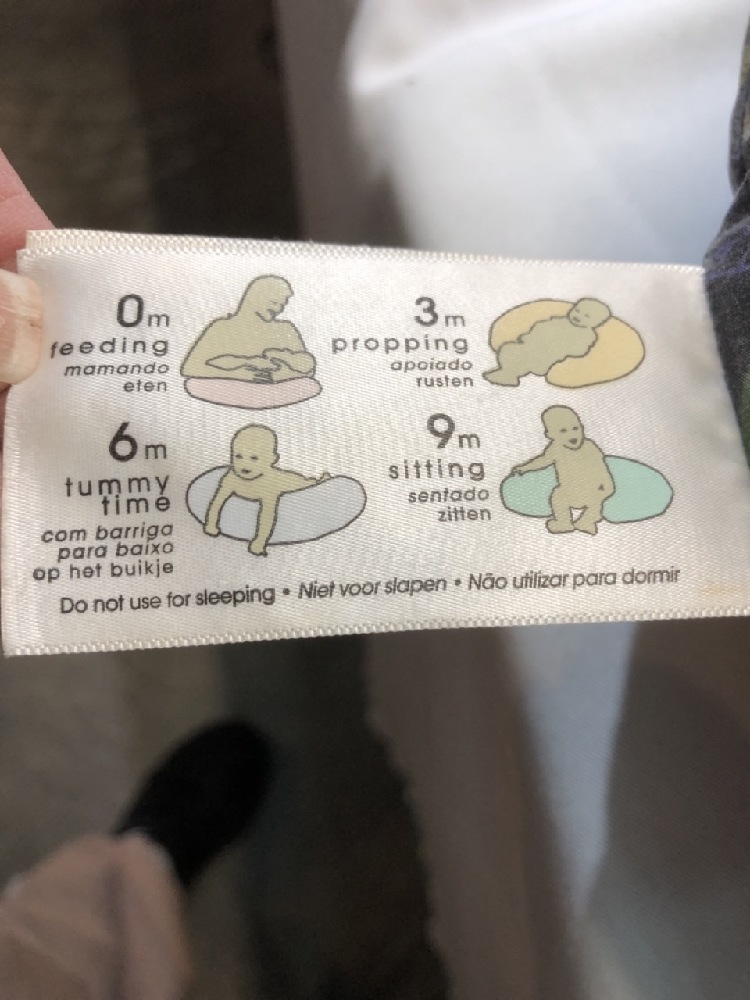 0m
feeding
mamando
eten
3m
propping
apoiado
rusten
6m
tummy
time
com barriga
para baixo
op het buikje
9m
sitting
sentado
zitten
Do not use for sleeping • Niet voor slapen • Não utilizar para dormir